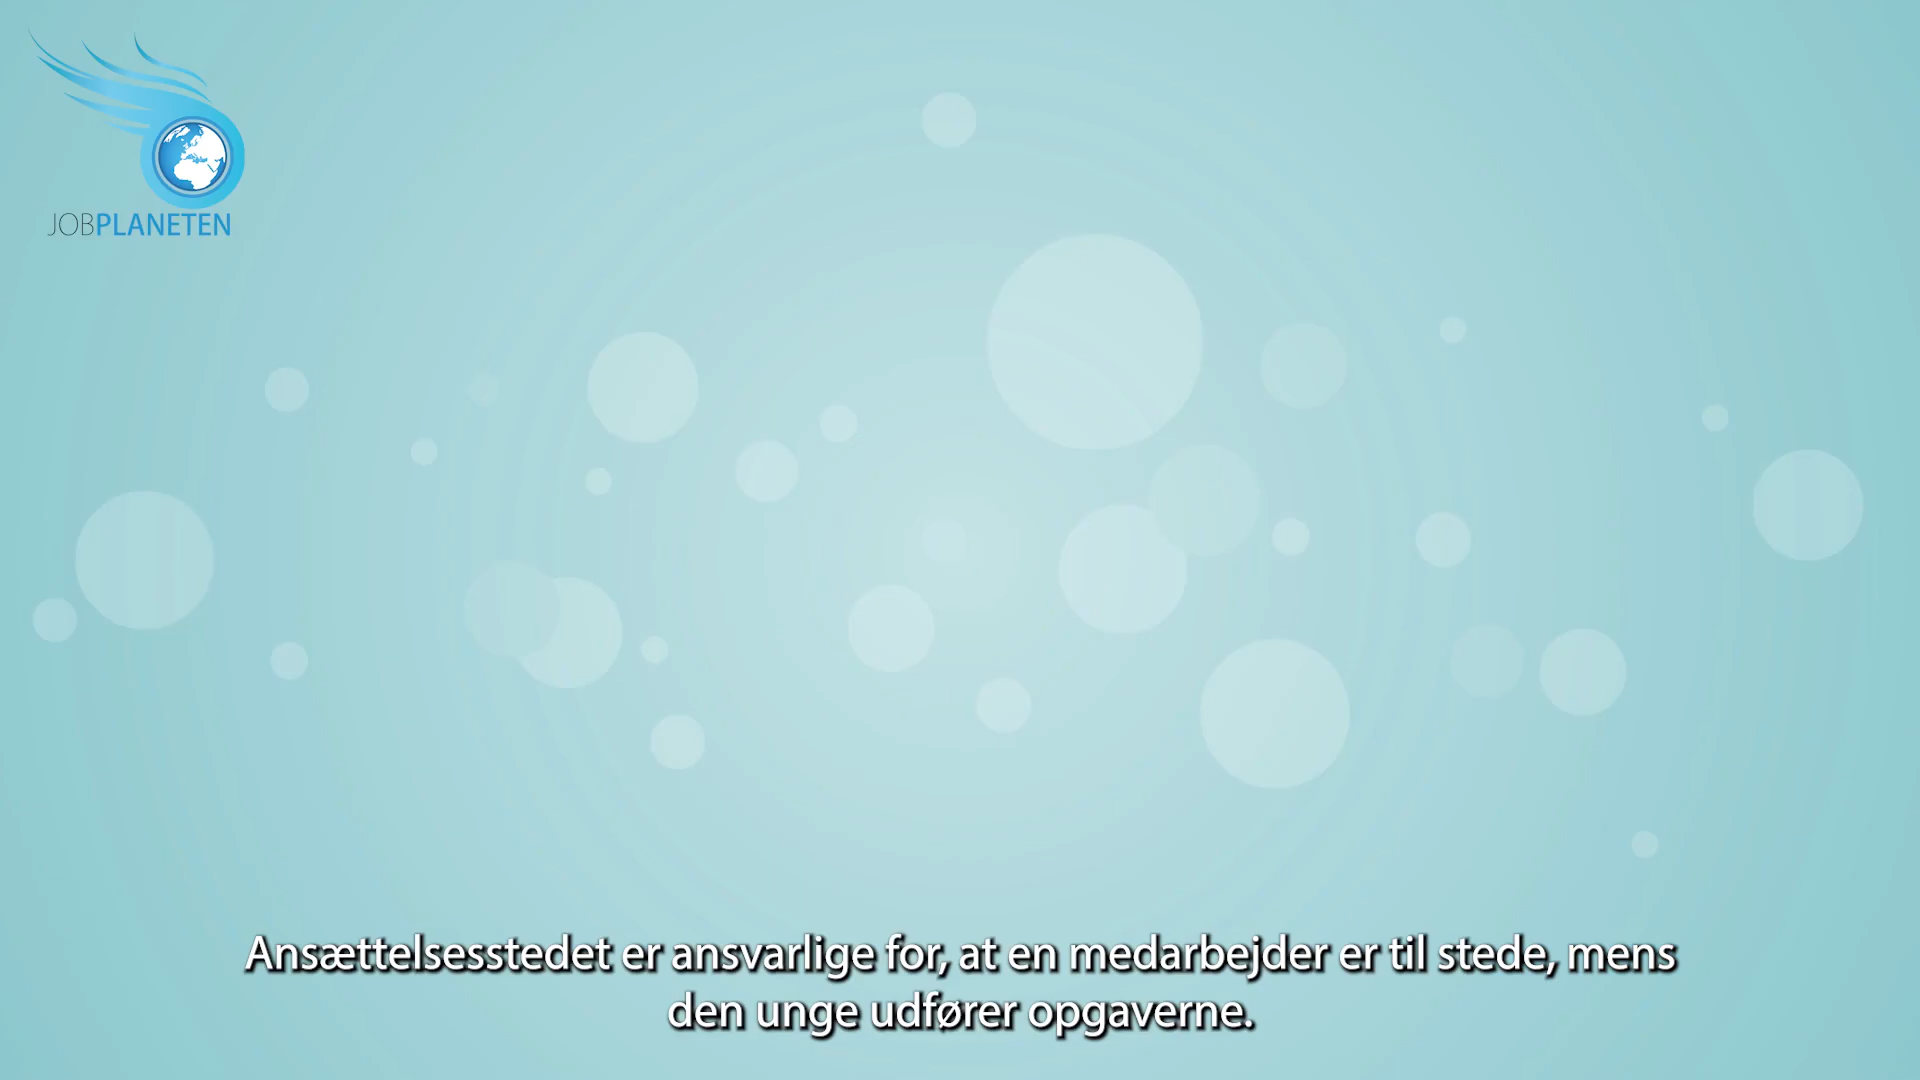 JOBPLANETEN
Ansættelsesstedet er ansvarlige for, at en medarbejder er til stede, mens
den unge udfører opgaverne.